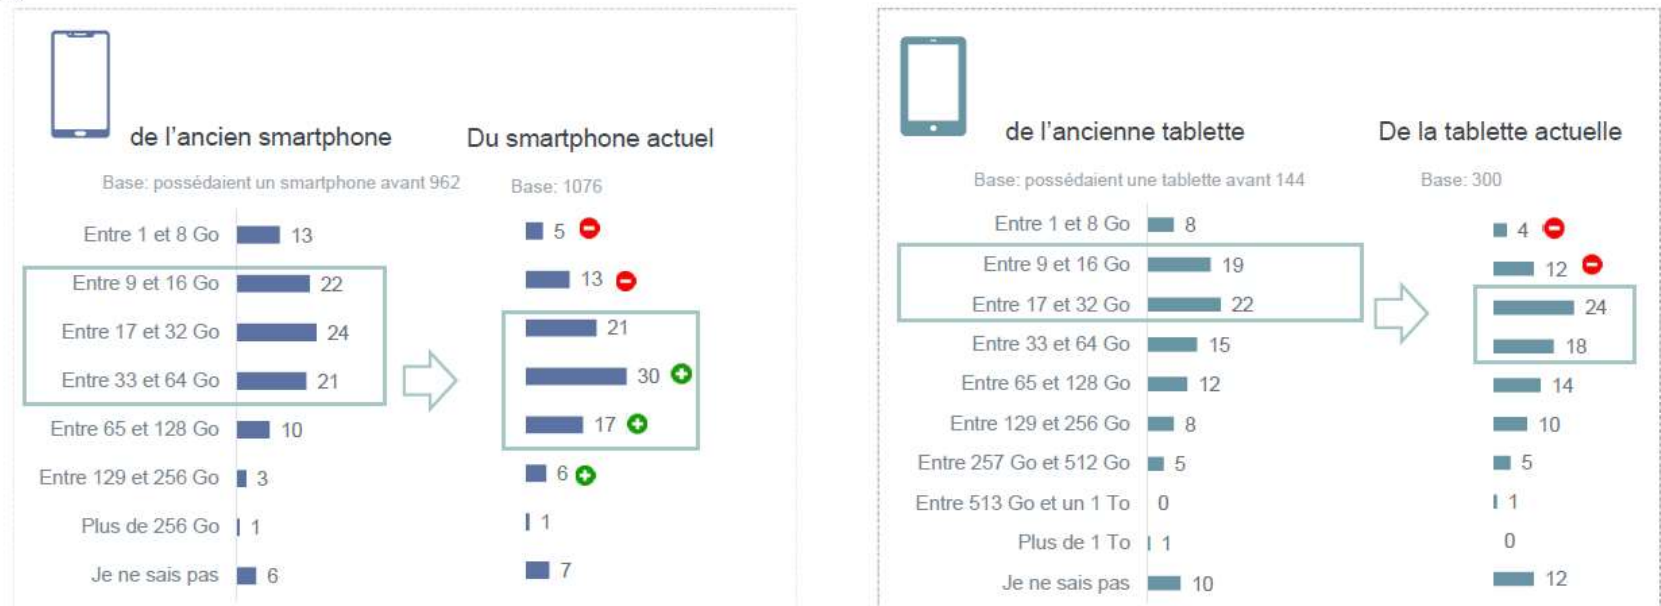 de l'ancien smartphone
Du smartphone actuel
Base: possédaient un smartphone avant 962
Base: 1076
Entre 1 et 8 Go 13 5
Entre 9 et 16 Go 22 13
Entre 17 et 32 Go 24 21
Entre 33 et 64 Go 21 30
Entre 65 et 128 Go 10 17
Entre 129 et 256 Go 3 6
Plus de 256 Go 1 1
Je ne sais pas 6 7
de l'ancienne tablette
De la tablette actuelle
Base: possédaient une tablette avant 144
Base: 300
Entre 1 et 8 Go 8 4
Entre 9 et 16 Go 19 12
Entre 17 et 32 Go 22 24
Entre 33 et 64 Go 15 18
Entre 65 et 128 Go 12 14
Entre 129 et 256 Go 8 10
Entre 257 Go et 512 Go 5 5
Entre 513 Go et un 1 To 0 1
Plus de 1 To 1 0
Je ne sais pas 10 12